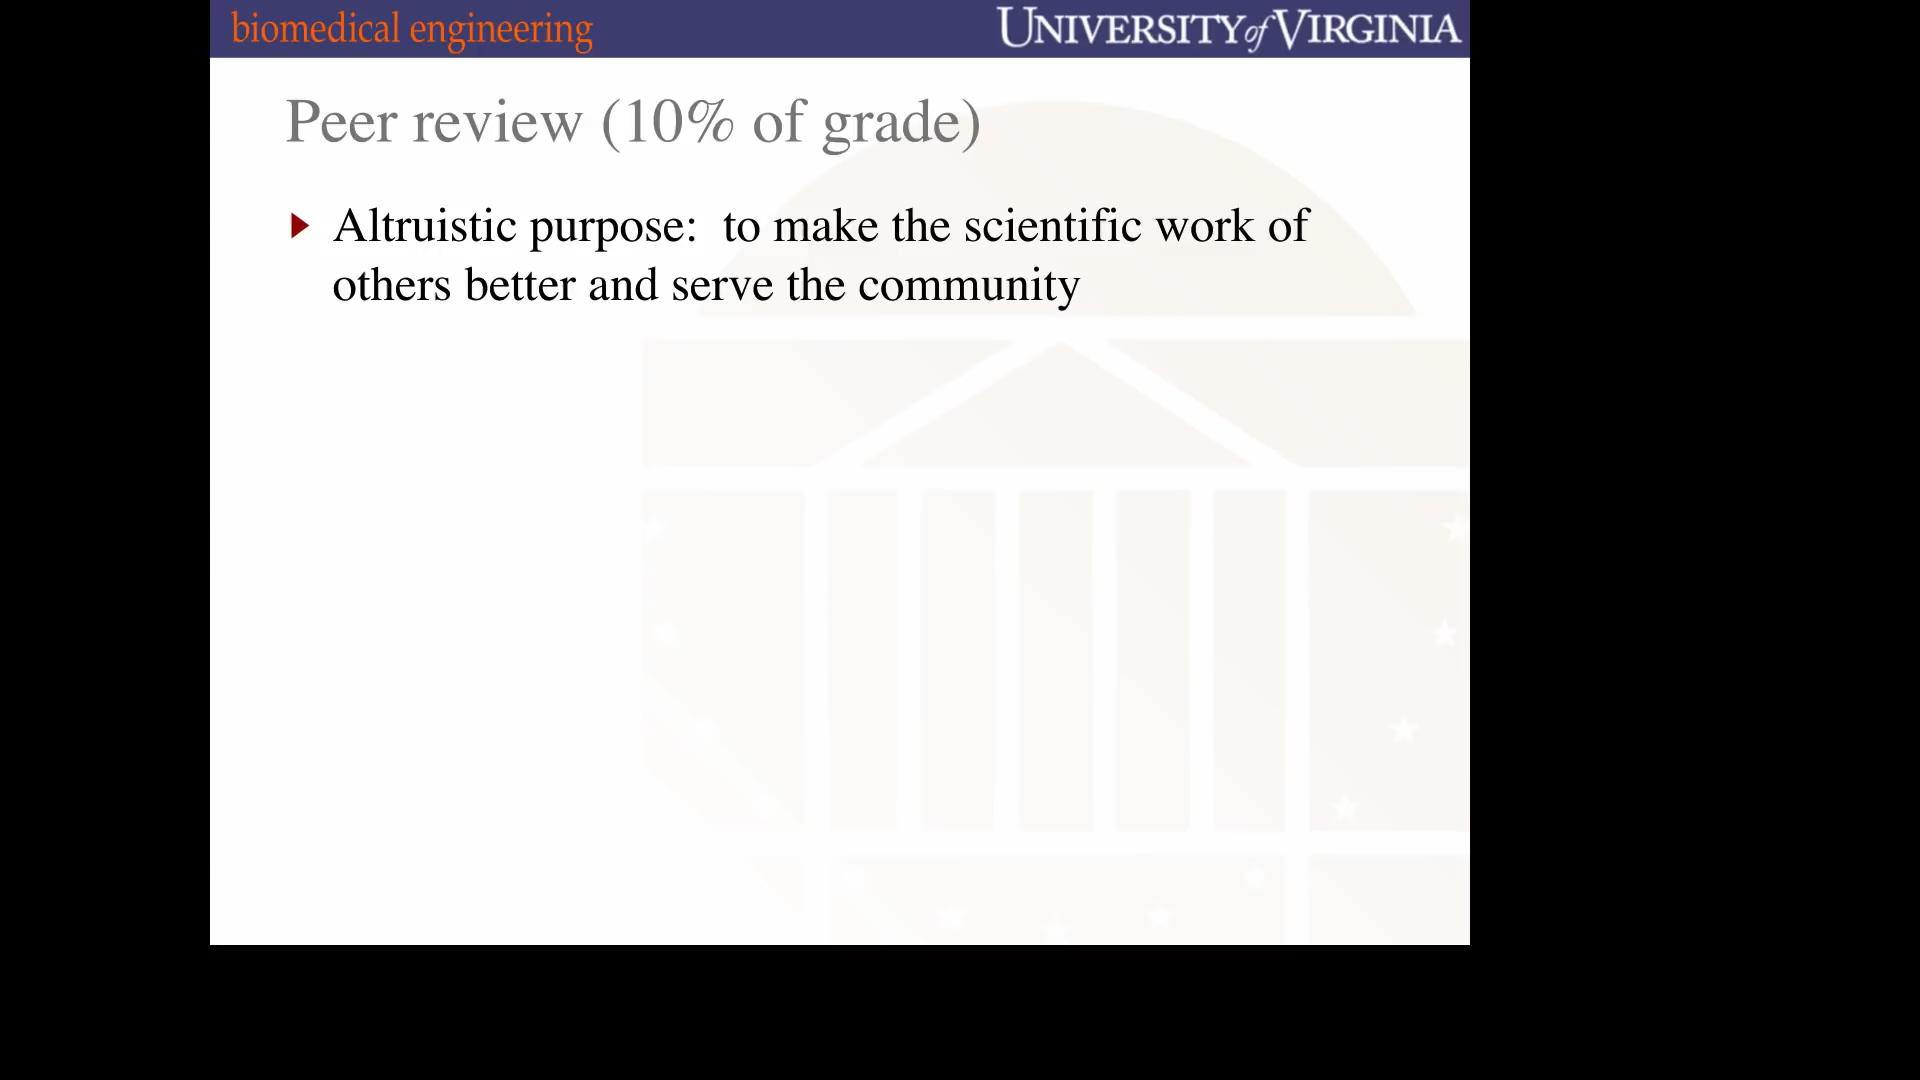 biomedical engineering
UNIVERSITY of VIRGINIA
Peer review (10% of grade)
Altruistic purpose: to make the scientific work of
others better and serve the community